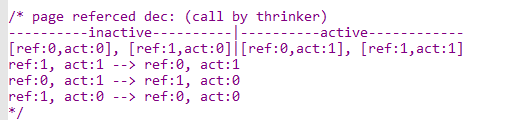 /* page referced dec: (call by thrinker)
----------inactive----------|----------active------------
[ref:0,act:0], [ref:1,act:0]|[ref:0,act:1], [ref:1,act:1]
ref:1, act:1 --> ref:0, act:1
ref:0, act:1 --> ref:1, act:0
ref:1, act:0 --> ref:0, act:0
*/